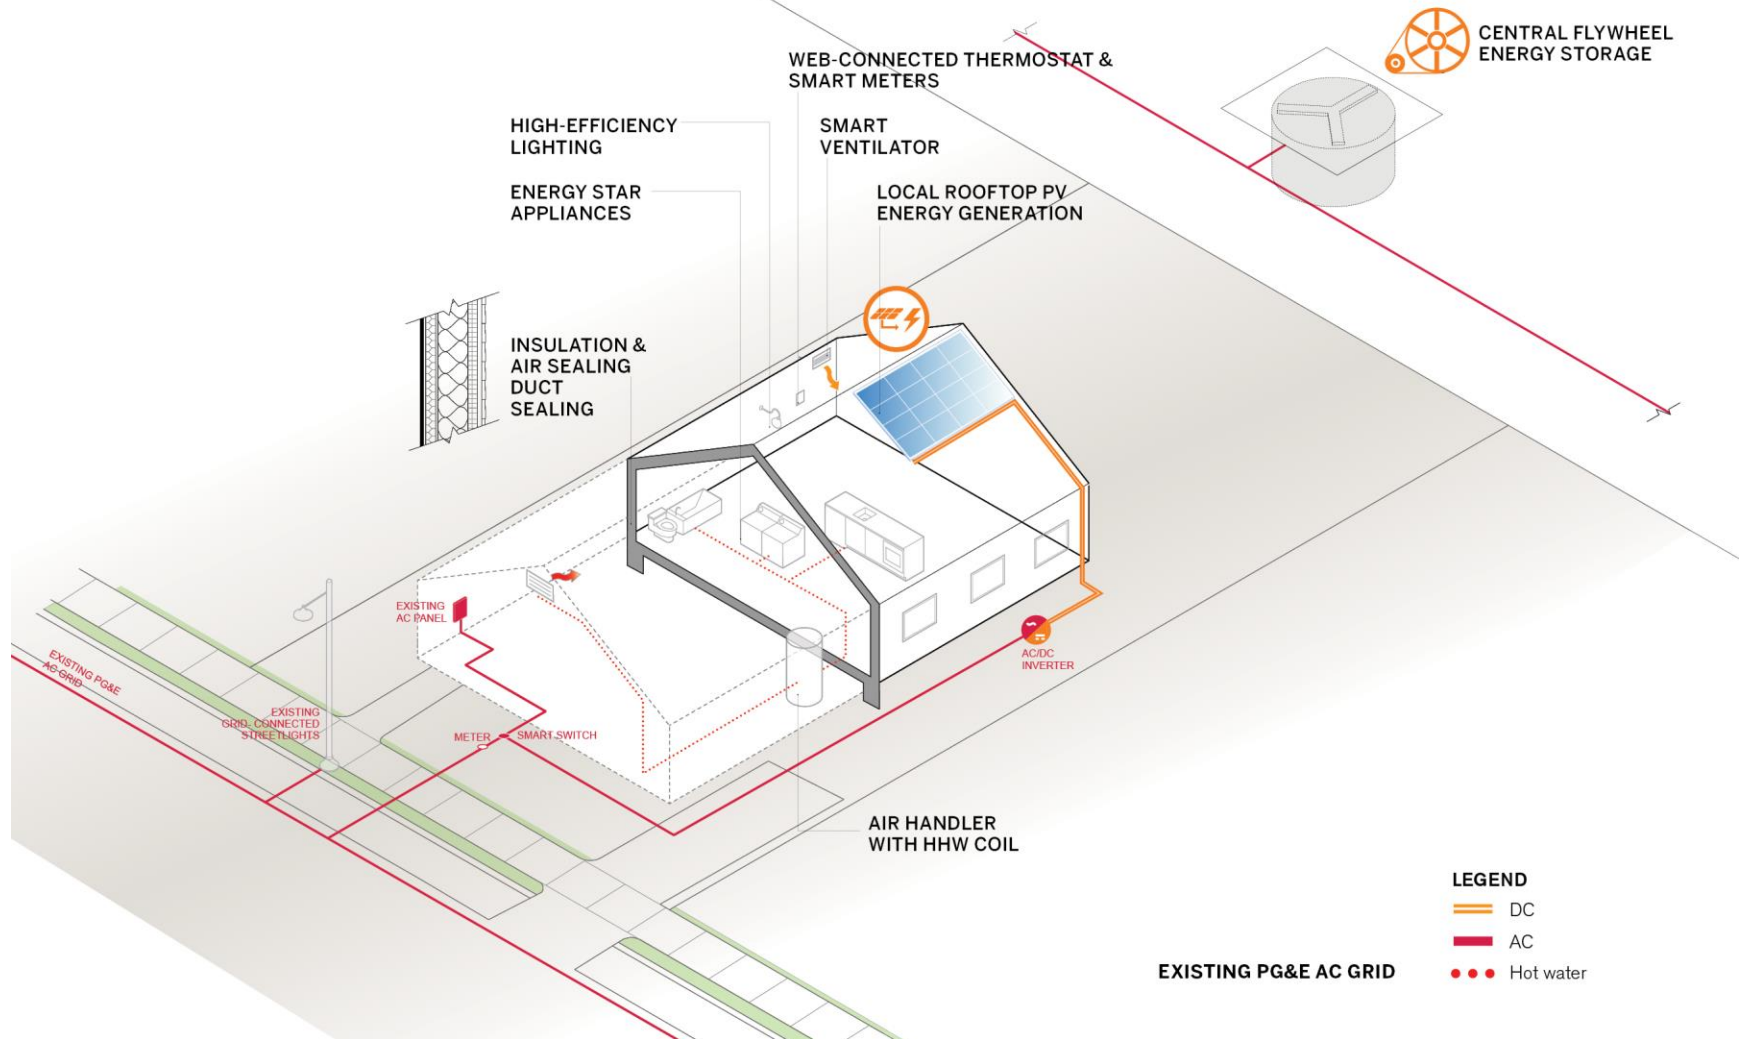 CENTRAL FLYWHEEL
ENERGY STORAGE
WEB-CONNECTED THERMOSTAT &
SMART METERS
HIGH-EFFICIENCY
LIGHTING
SMART
VENTILATOR
ENERGY STAR
APPLIANCES
LOCAL ROOFTOP PV
ENERGY GENERATION
INSULATION &
AIR SEALING
DUCT
SEALING
EXISTING
AC PANEL
EXISTING PG&E
AC GRID
EXISTING
GRID- CONNECTED
STREETLIGHTS
METER
SMART SWITCH
AC/DC
INVERTER
AIR HANDLER
WITH HHW COIL
LEGEND
DC
AC
Hot water
EXISTING PG&E AC GRID